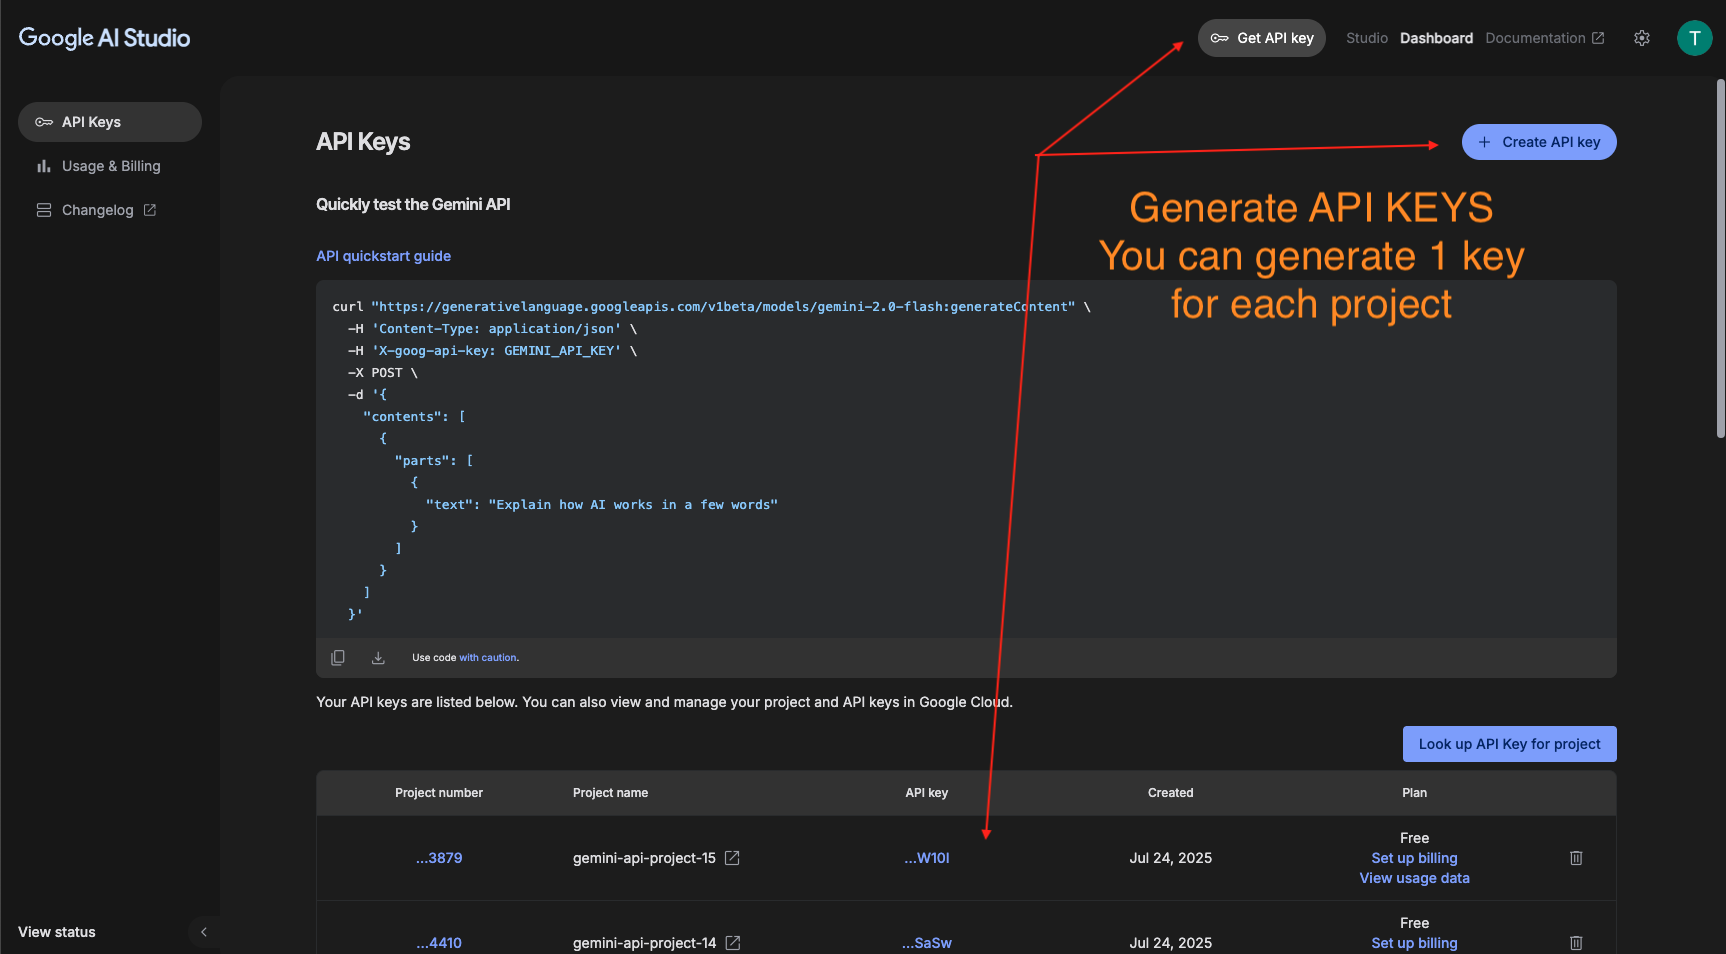 Google AI Studio
Get API key
Studio
Dashboard
Documentation
T
API Keys
Usage & Billing
Changelog
API Keys
+ Create API key
Quickly test the Gemini API
Generate API KEYS
You can generate 1 key
for each project
API quickstart guide
curl "https://generativelanguage.googleapis.com/v1beta/models/gemini-2.0-flash:generateContent" \
-H 'Content-Type: application/json' \
-H 'X-goog-api-key: GEMINI_API_KEY' \
-X POST \
-d '{
"contents": [
{
"parts": [
{
"text": "Explain how AI works in a few words"
}
]
}
]
}'
Use code with caution.
Your API keys are listed below. You can also view and manage your project and API keys in Google Cloud.
Look up API Key for project
Project number Project name API key Created Plan
...3879 gemini-api-project-15 ...W10I Jul 24, 2025 Free
Set up billing
View usage data
...4410 gemini-api-project-14 ...SaSw Jul 24, 2025 Free
Set up billing
View status